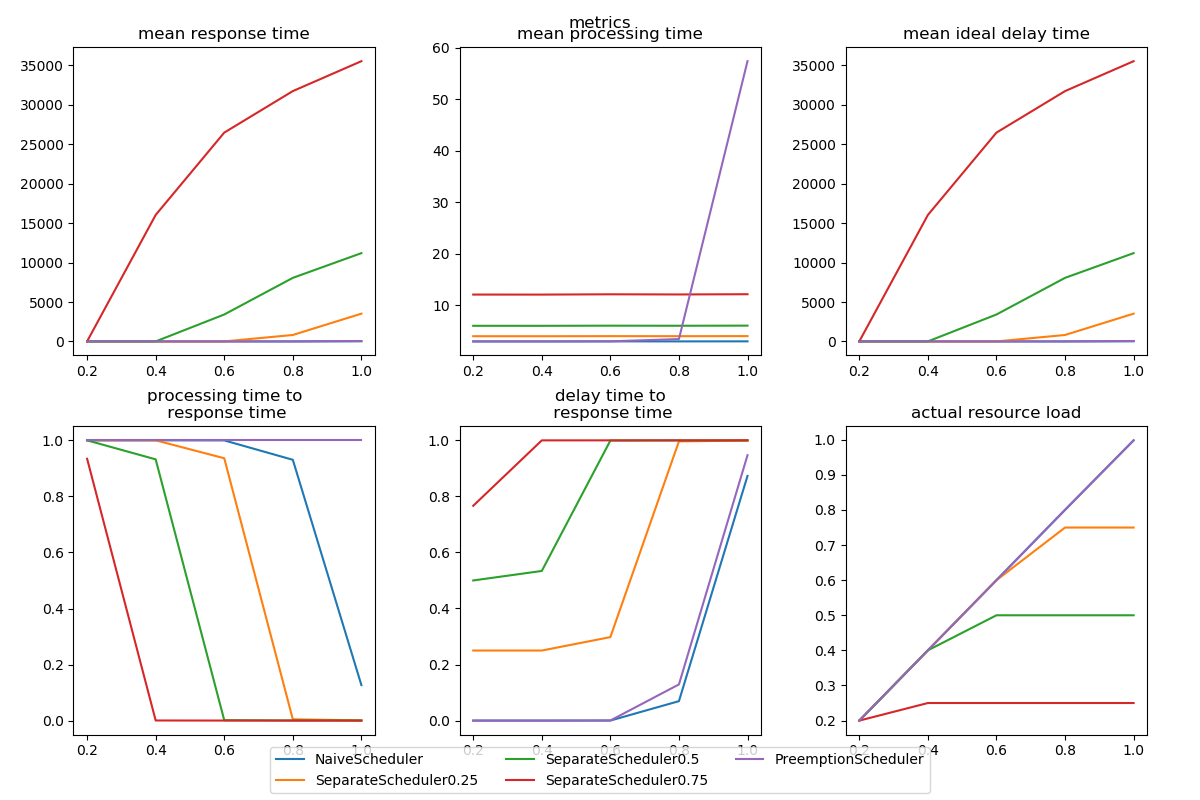 metrics
mean response time
mean processing time
mean ideal delay time
35000
30000
25000
20000
15000
10000
5000
0
0.2 0.4 0.6 0.8 1.0
60
50
40
30
20
10
0.2 0.4 0.6 0.8 1.0
35000
30000
25000
20000
15000
10000
5000
0
0.2 0.4 0.6 0.8 1.0
processing time to
response time
delay time to
response time
actual resource load
1.0
0.8
0.6
0.4
0.2
0.0
0.2 0.4 0.6 0.8 1.0
1.0
0.8
0.6
0.4
0.2
0.0
0.2 0.4 0.6 0.8 1.0
1.0
0.9
0.8
0.7
0.6
0.5
0.4
0.3
0.2
0.2 0.4 0.6 0.8 1.0
NaiveScheduler
SeparateScheduler0.25
SeparateScheduler0.5
SeparateScheduler0.75
PreemptionScheduler